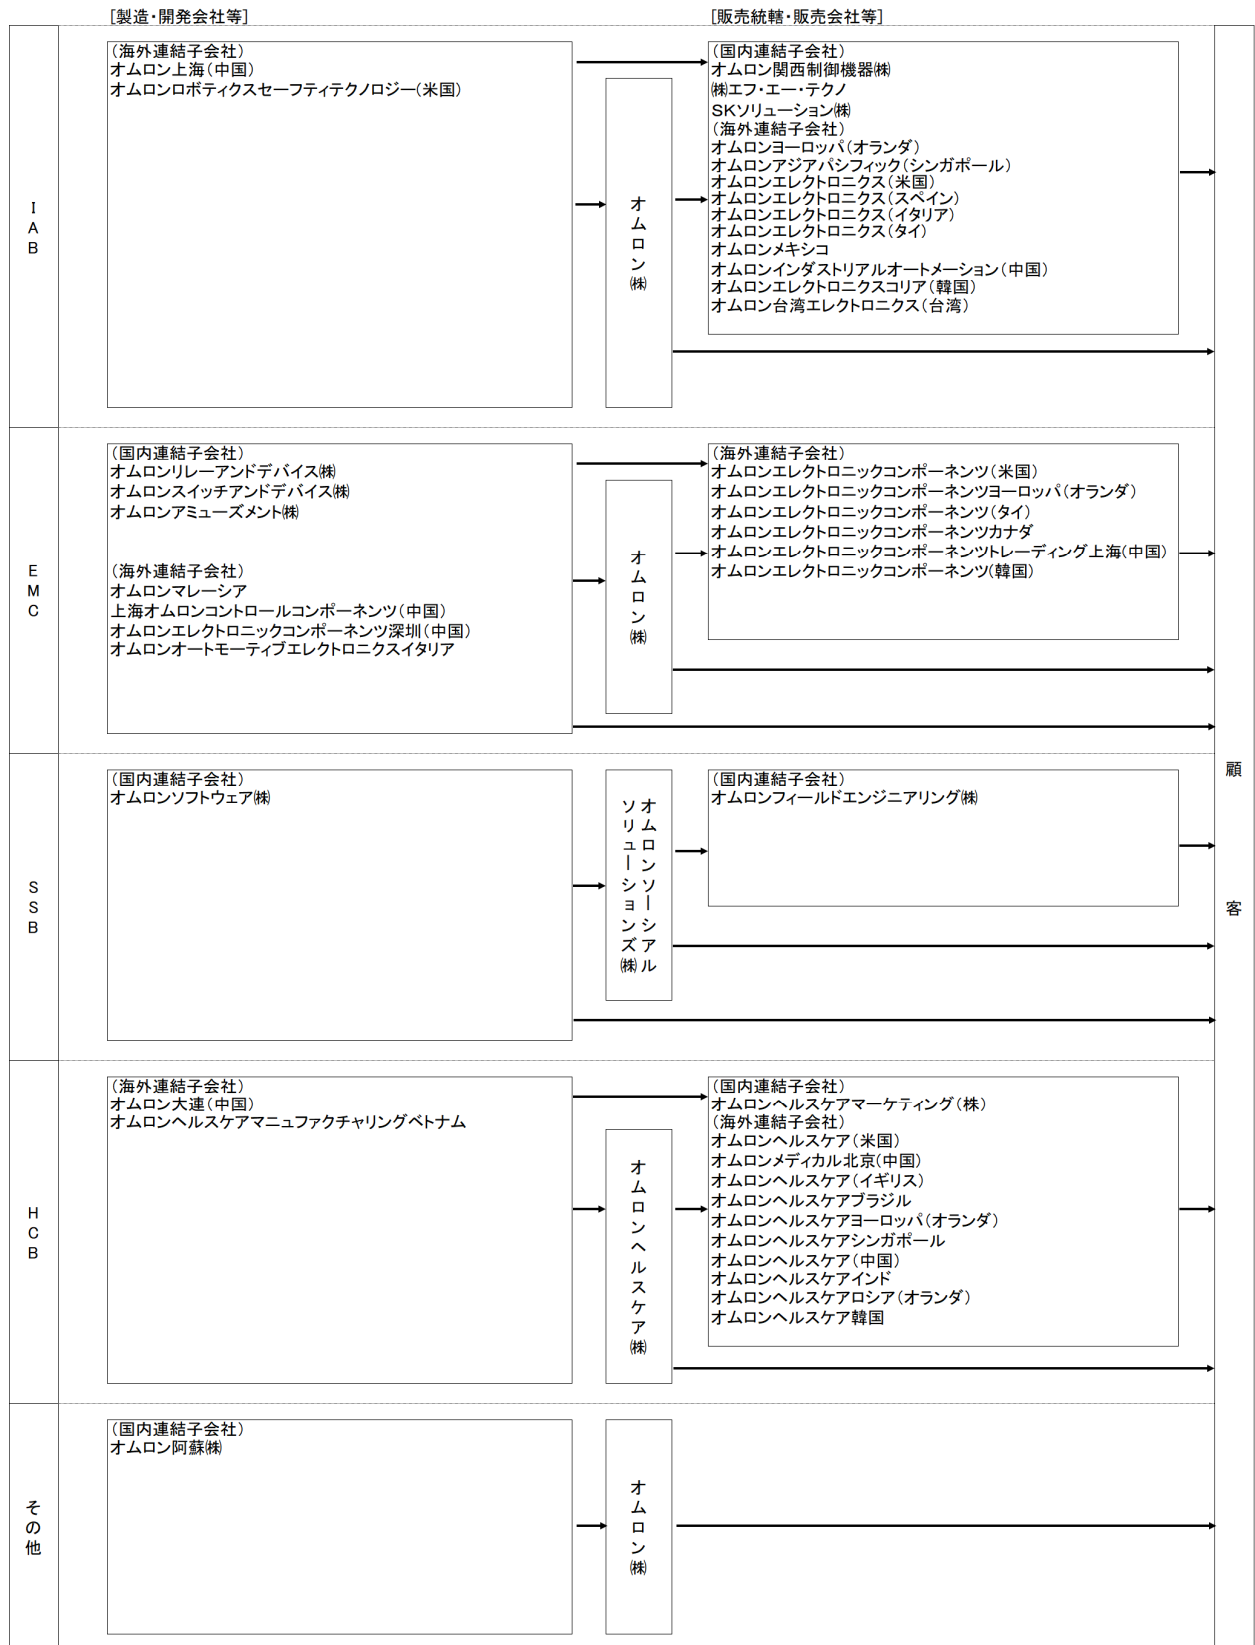 [製造・開発会社等]
[販売統轄・販売会社等]
IAB
(海外連結子会社)
オムロン上海(中国)
オムロンロボティクスセーフティテクノロジー(米国)
オムロン㈱
(国内連結子会社)
オムロン関西制御機器㈱
㈱エフ・エー・テクノ
SKソリューション㈱
(海外連結子会社)
オムロンヨーロッパ(オランダ)
オムロンアジアパシフィック(シンガポール)
オムロンエレクトロニクス(米国)
オムロンエレクトロニクス(スペイン)
オムロンエレクトロニクス(イタリア)
オムロンエレクトロニクス(タイ)
オムロンメキシコ
オムロンインダストリアルオートメーション(中国)
オムロンエレクトロニクスコリア(韓国)
オムロン台湾エレクトロニクス(台湾)
EMC
(国内連結子会社)
オムロンリレーアンドデバイス㈱
オムロンスイッチアンドデバイス㈱
オムロンアミューズメント㈱
(海外連結子会社)
オムロンマレーシア
上海オムロンコントロールコンポーネンツ(中国)
オムロンエレクトロニックコンポーネンツ深圳(中国)
オムロンオートモーティブエレクトロニクスイタリア
オムロン㈱
(海外連結子会社)
オムロンエレクトロニックコンポーネンツ(米国)
オムロンエレクトロニックコンポーネンツヨーロッパ(オランダ)
オムロンエレクトロニックコンポーネンツ(タイ)
オムロンエレクトロニックコンポーネンツカナダ
オムロンエレクトロニックコンポーネンツトレーディング上海(中国)
オムロンエレクトロニックコンポーネンツ(韓国)
SSB
(国内連結子会社)
オムロンソフトウェア㈱
オムロンソーシアル
ソリューションズ㈱
(国内連結子会社)
オムロンフィールドエンジニアリング㈱
HCB
(海外連結子会社)
オムロン大連(中国)
オムロンヘルスケアマニュファクチャリングベトナム
オムロンヘルスケア㈱
(国内連結子会社)
オムロンヘルスケアマーケティング(株)
(海外連結子会社)
オムロンヘルスケア(米国)
オムロンメディカル北京(中国)
オムロンヘルスケア(イギリス)
オムロンヘルスケアブラジル
オムロンヘルスケアヨーロッパ(オランダ)
オムロンヘルスケアシンガポール
オムロンヘルスケア(中国)
オムロンヘルスケアインド
オムロンヘルスケアロシア(オランダ)
オムロンヘルスケア韓国
その他
(国内連結子会社)
オムロン阿蘇㈱
オムロン㈱
顧客